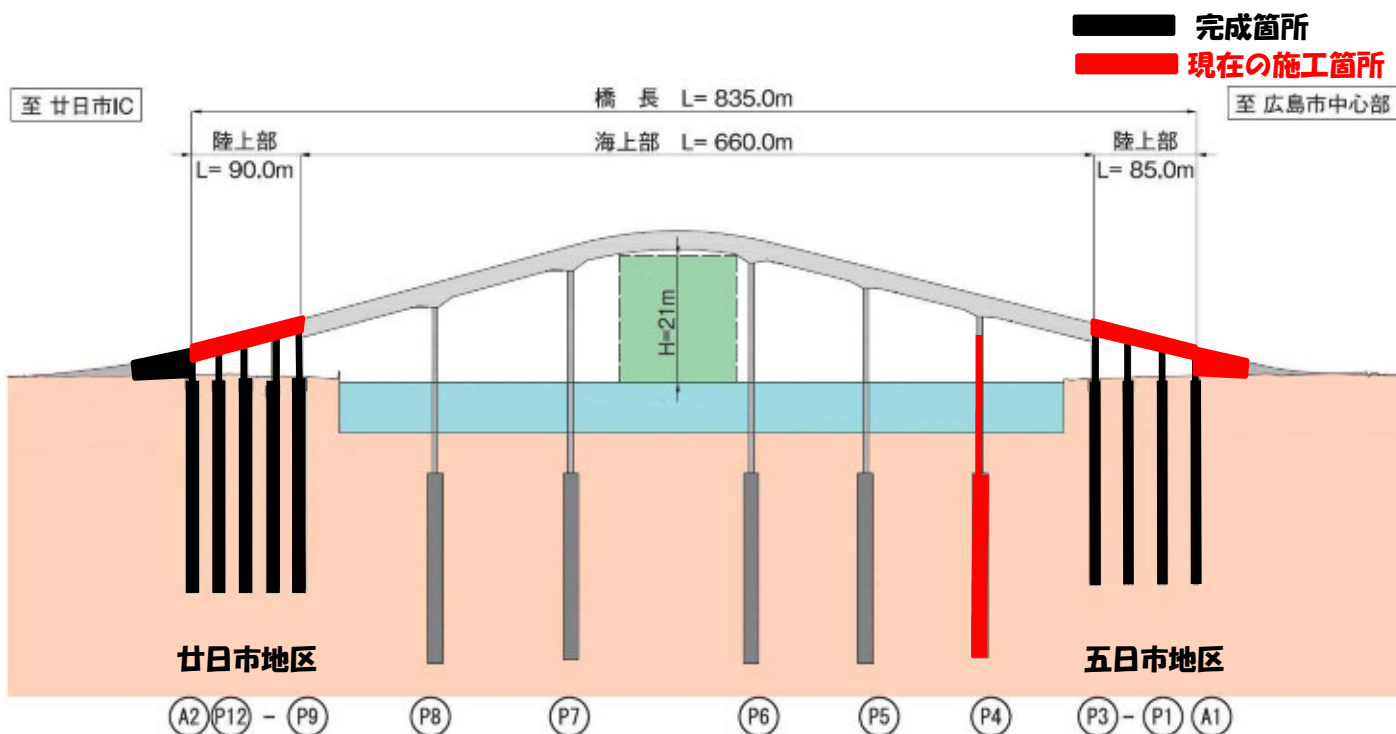 完成箇所
現在の施工箇所
至 廿日市IC
橋 長 L= 835.0m
至 広島市中心部
陸上部
海上部 L= 660.0m
陸上部
L= 90.0m
L= 85.0m
H=21m
廿日市地区
五日市地区
A2 P12 - P9 P8 P7 P6 P5 P4 P3 - P1 A1